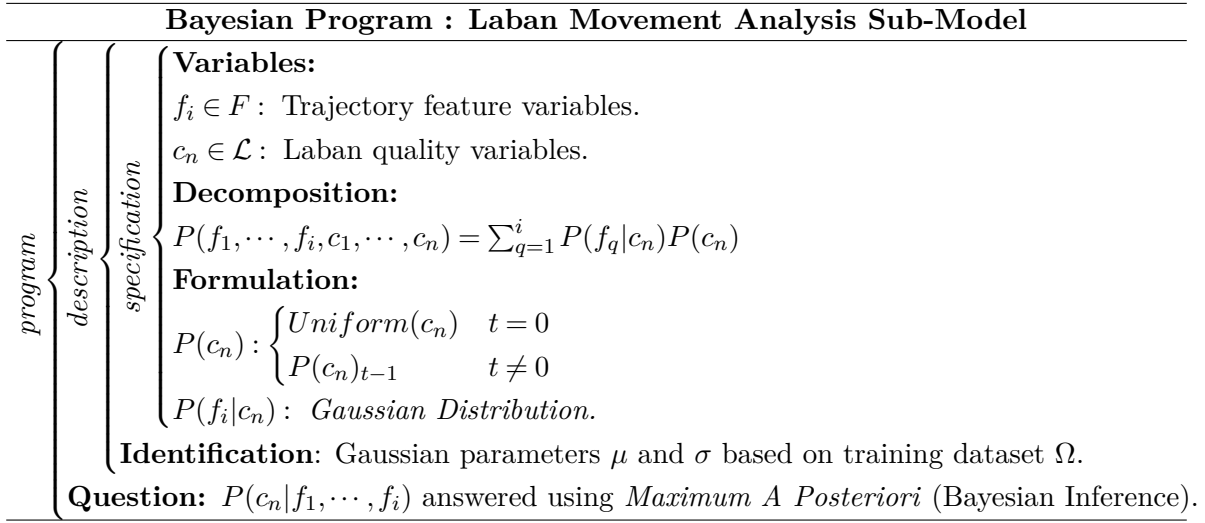 Bayesian Program : Laban Movement Analysis Sub-Model
program
description
specification
Variables:
f_i ∈ F : Trajectory feature variables.
c_n ∈ ℒ : Laban quality variables.
Decomposition:
P(f_1, ⋯ , f_i, c_1, ⋯ , c_n) = ∑_{q=1}^{i} P(f_q|c_n)P(c_n)
Formulation:
P(c_n) : { Uniform(c_n) t = 0
P(c_n)_{t−1} t ≠ 0
P(f_i|c_n) : Gaussian Distribution.
Identification: Gaussian parameters μ and σ based on training dataset Ω.
Question: P(c_n|f_1, ⋯ , f_i) answered using Maximum A Posteriori (Bayesian Inference).